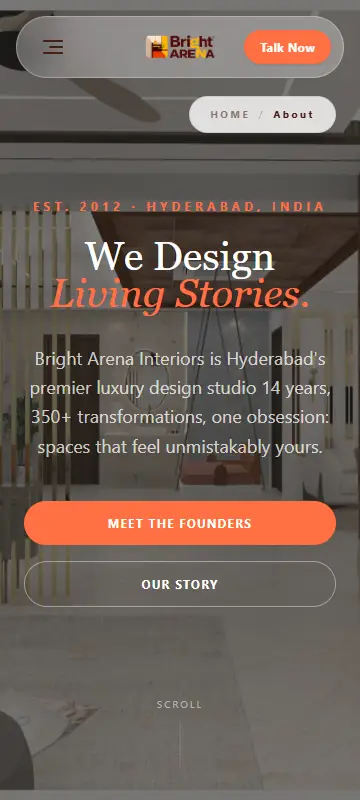 Bright
ARENA
Talk Now
HOME / About
EST. 2012 · HYDERABAD, INDIA
We Design
Living Stories.
Bright Arena Interiors is Hyderabad's
premier luxury design studio 14 years,
350+ transformations, one obsession:
spaces that feel unmistakably yours.
MEET THE FOUNDERS
OUR STORY
SCROLL